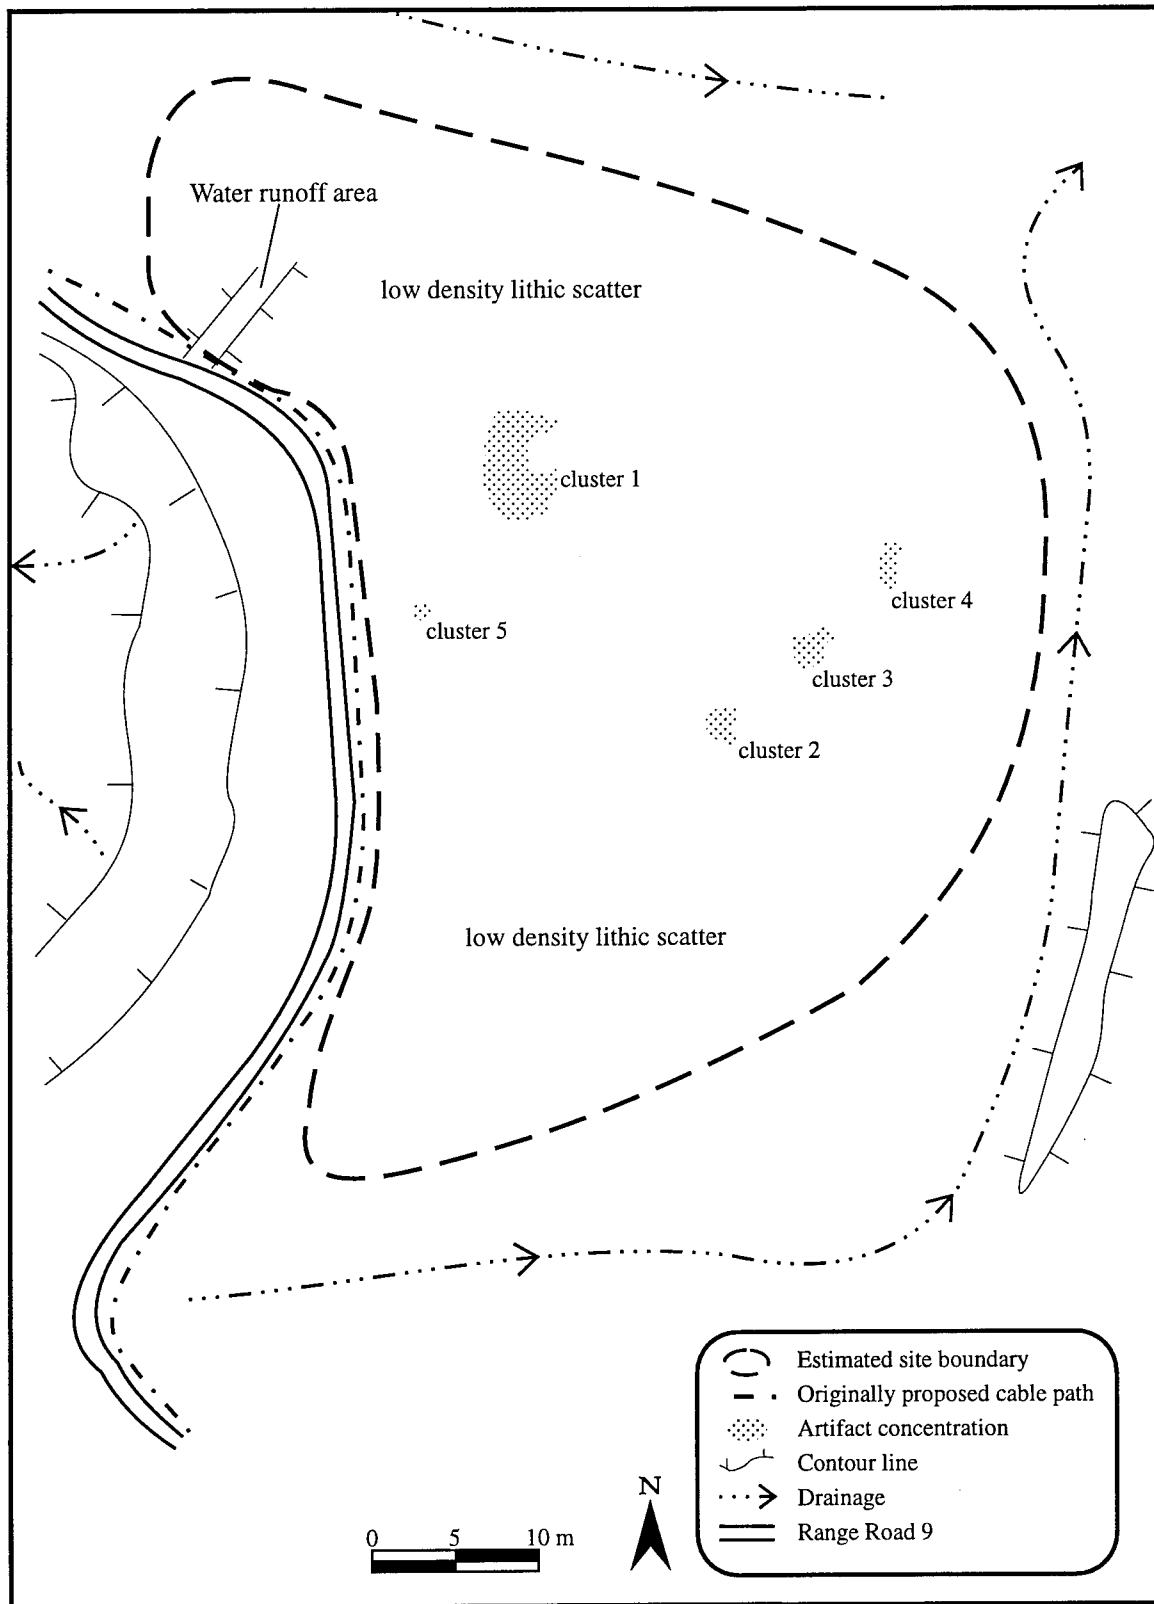 Water runoff area
low density lithic scatter
cluster 1
cluster 4
cluster 5
cluster 3
cluster 2
low density lithic scatter
Estimated site boundary
Originally proposed cable path
Artifact concentration
Contour line
Drainage
Range Road 9
N
0 5 10 m